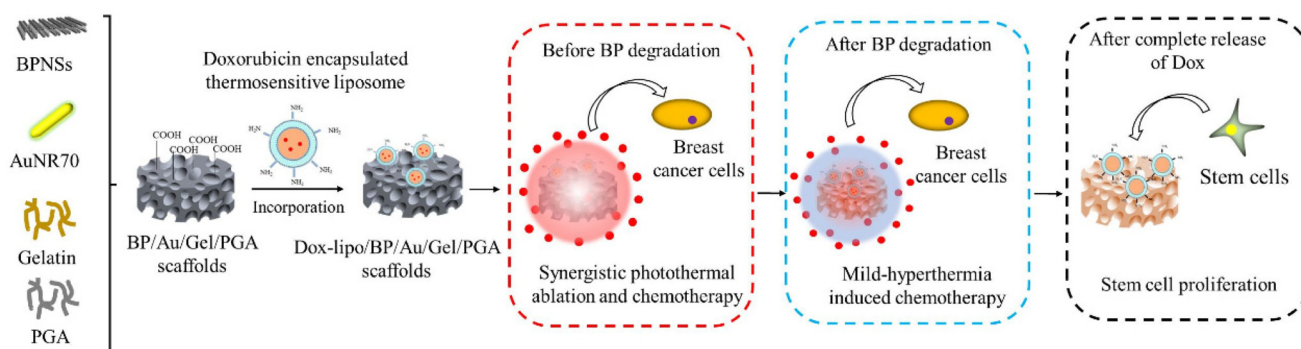 BPNSs
AuNR70
Gelatin
PGA
Doxorubicin encapsulated
thermosensitive liposome
COOH
COOH
COOH
COOH
NH2
H2N
NH2
NH2
NH2
NH2
Incorporation
BP/Au/Gel/PGA
scaffolds
Dox-lipo/BP/Au/Gel/PGA
scaffolds
Before BP degradation
Breast
cancer cells
Synergistic photothermal
ablation and chemotherapy
After BP degradation
Breast
cancer cells
Mild-hyperthermia
induced chemotherapy
After complete release
of Dox
Stem cells
Stem cell proliferation